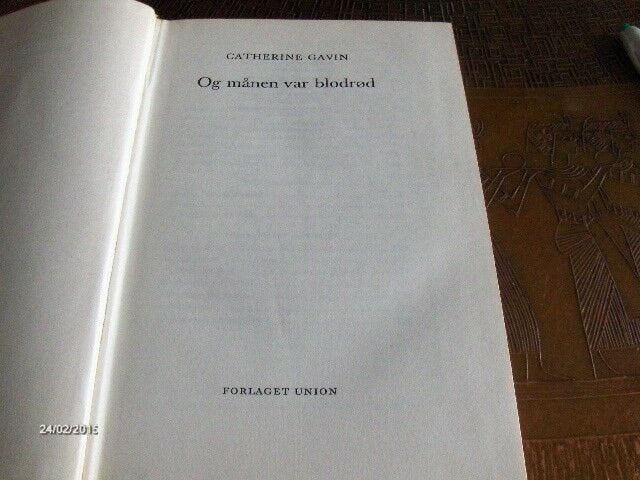 CATHERINE GAVIN
Og månen var blodrød
FORLAGET UNION
24/02/2015